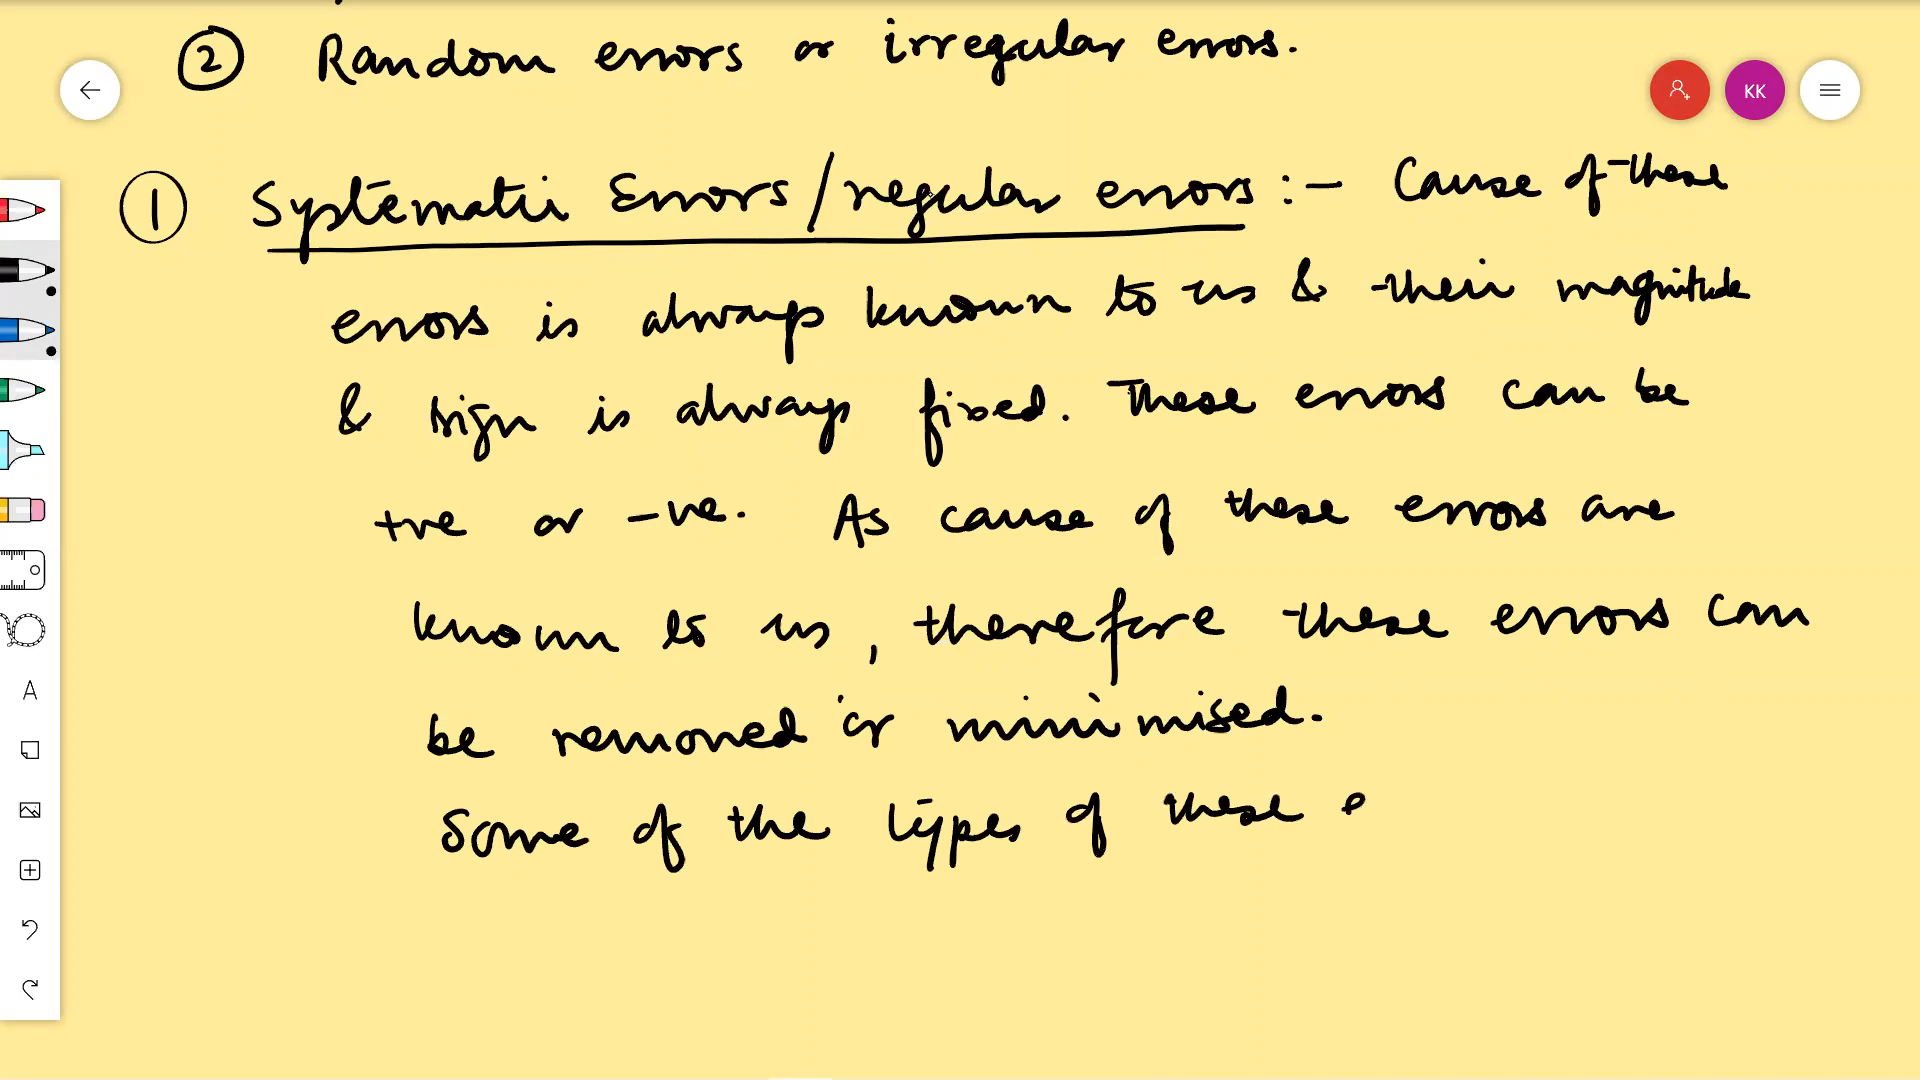 ② Random errors or irregular errors.
KK
① Systematic Errors/regular errors :- Cause of these
errors is always known to us & their magnitude
& sign is always fixed. These errors can be
+ve or -ve. As cause of these errors are
known to us, therefore these errors can
be removed or minimised.
Some of the types of these e
A